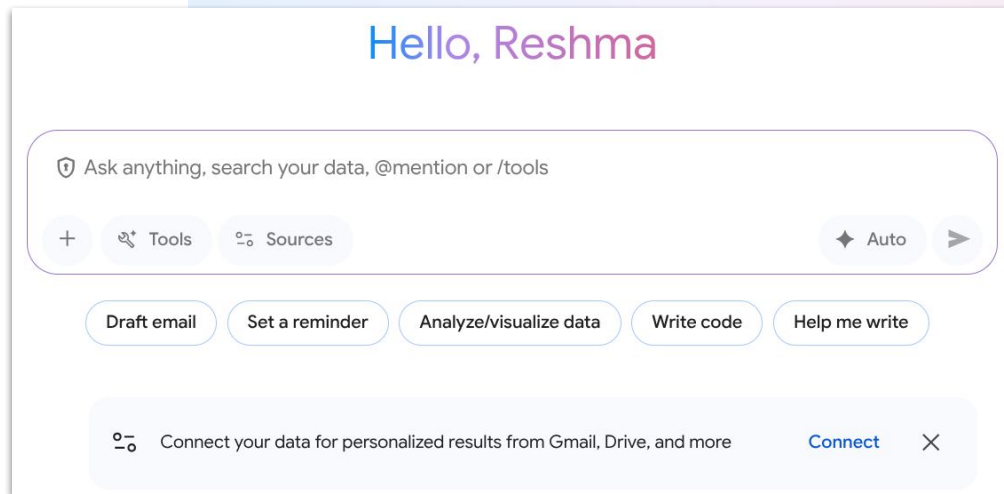 Hello, Reshma
Ask anything, search your data, @mention or /tools
Tools
Sources
Auto
Draft email
Set a reminder
Analyze/visualize data
Write code
Help me write
Connect your data for personalized results from Gmail, Drive, and more
Connect